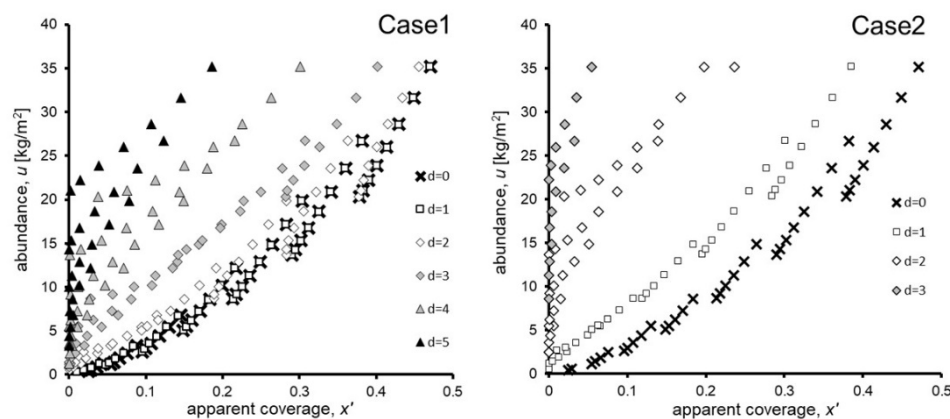 Case1
40
35
30
25
20
15
10
5
0
abundance, u [kg/m²]
0
0.1
0.2
0.3
0.4
0.5
apparent coverage, x'
d=0
d=1
d=2
d=3
d=4
d=5
Case2
40
35
30
25
20
15
10
5
0
abundance, u [kg/m²]
0
0.1
0.2
0.3
0.4
0.5
apparent coverage, x'
d=0
d=1
d=2
d=3